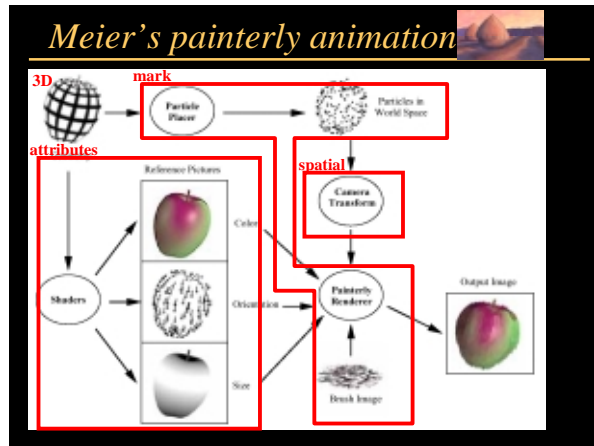 Meier's painterly animation
3D
mark
Particle
Placer
Particles in
World Space
attributes
spatial
Reference Pictures
Camera
Transform
Color
Output Image
Shaders
Orientation
Painterly
Renderer
Size
Brush Image